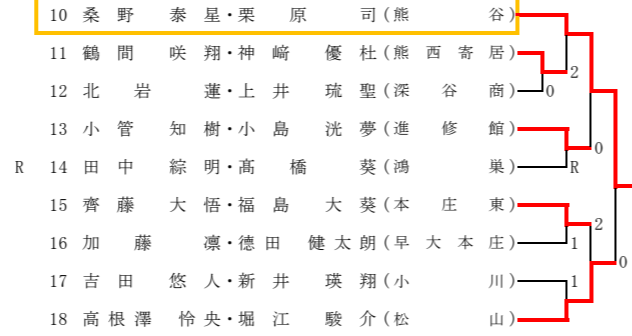 10 桑野 泰星・栗原 司(熊谷)
11 鶴間 咲翔・神﨑 優杜(熊西寄居)
2
12 北岩 蓮・上井 琉聖(深谷商)
0
13 小管 知樹・小島 洸夢(進修館)
0
R 14 田中 綜明・髙橋 葵(鴻巣)
R
15 齊藤 大悟・福島 大葵(本庄東)
2
16 加藤 凛・德田 健太朗(早大本庄)
1
0
17 吉田 悠人・新井 瑛翔(小川)
1
18 高根澤 怜央・堀江 駿介(松山)